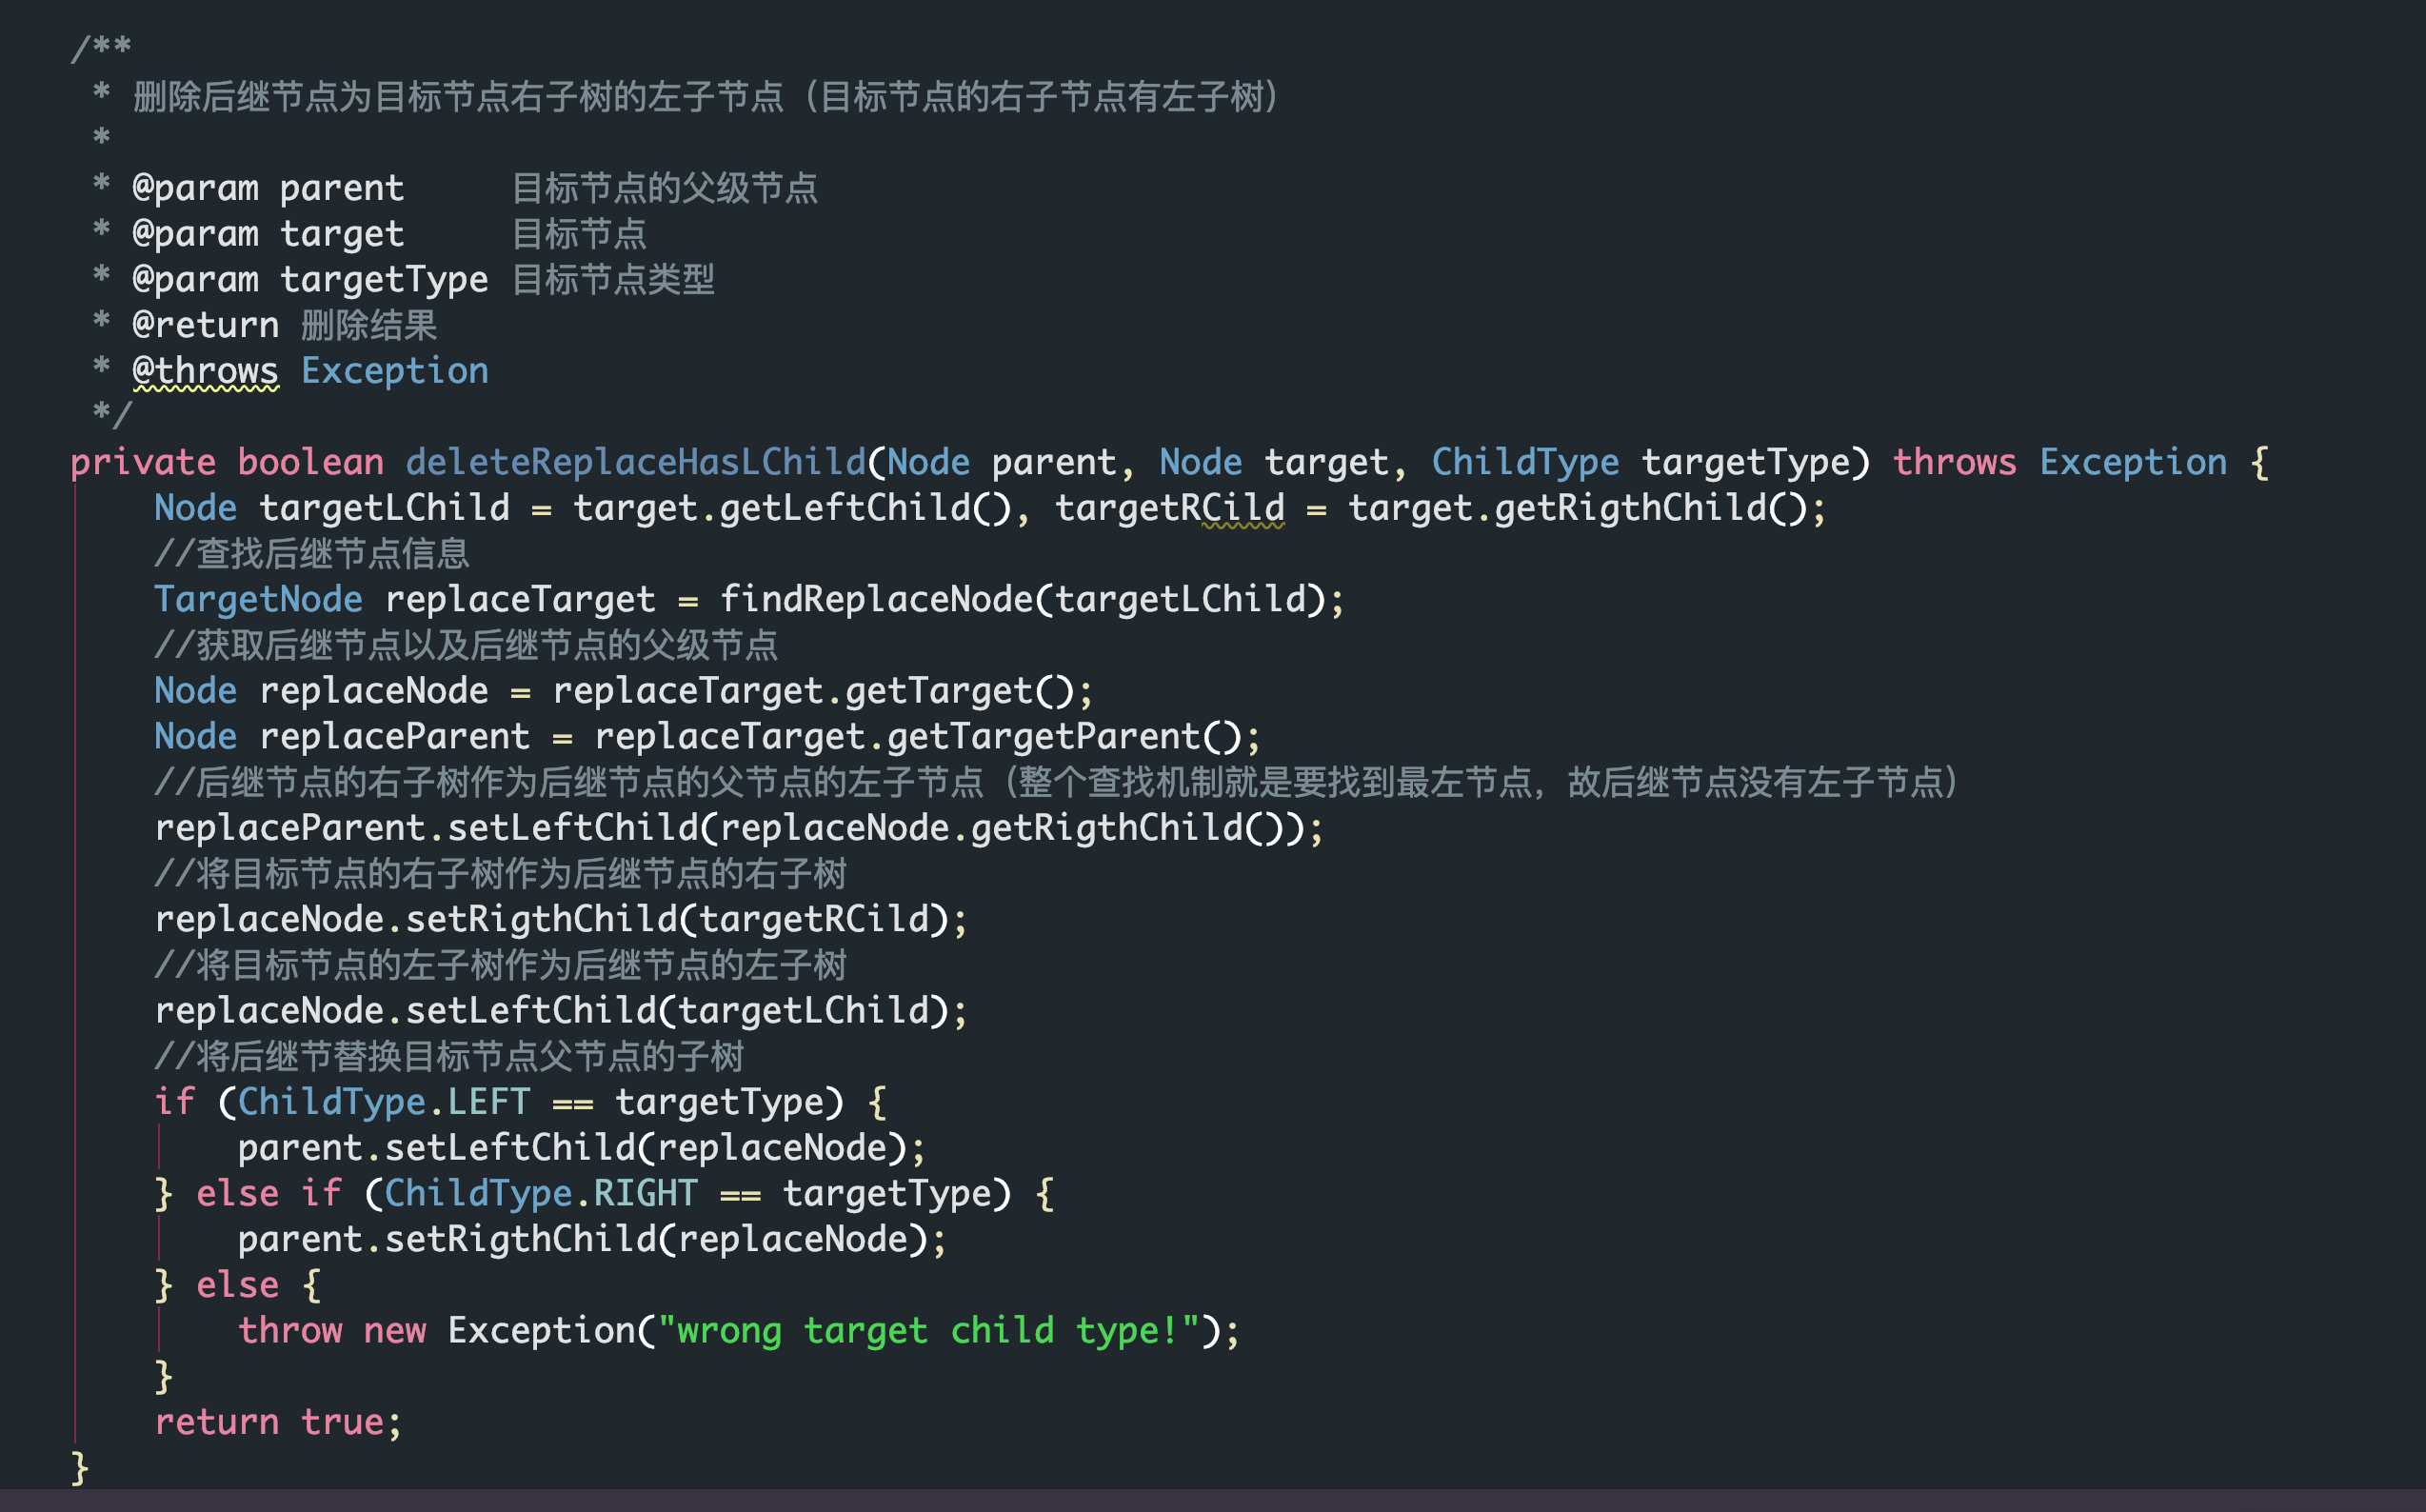 /**
 * 删除后继节点为目标节点右子树的左子节点（目标节点的右子节点有左子树）
 *
 * @param parent     目标节点的父级节点
 * @param target     目标节点
 * @param targetType 目标节点类型
 * @return 删除结果
 * @throws Exception
 */
private boolean deleteReplaceHasLChild(Node parent, Node target, ChildType targetType) throws Exception {
    Node targetLChild = target.getLeftChild(), targetRCild = target.getRigthChild();
    //查找后继节点信息
    TargetNode replaceTarget = findReplaceNode(targetLChild);
    //获取后继节点以及后继节点的父级节点
    Node replaceNode = replaceTarget.getTarget();
    Node replaceParent = replaceTarget.getTargetParent();
    //后继节点的右子树作为后继节点的父节点的左子节点（整个查找机制就是要找到最左节点，故后继节点没有左子节点）
    replaceParent.setLeftChild(replaceNode.getRigthChild());
    //将目标节点的右子树作为后继节点的右子树
    replaceNode.setRigthChild(targetRCild);
    //将目标节点的左子树作为后继节点的左子树
    replaceNode.setLeftChild(targetLChild);
    //将后继节替换目标节点父节点的子树
    if (ChildType.LEFT == targetType) {
        parent.setLeftChild(replaceNode);
    } else if (ChildType.RIGHT == targetType) {
        parent.setRigthChild(replaceNode);
    } else {
        throw new Exception("wrong target child type!");
    }
    return true;
}